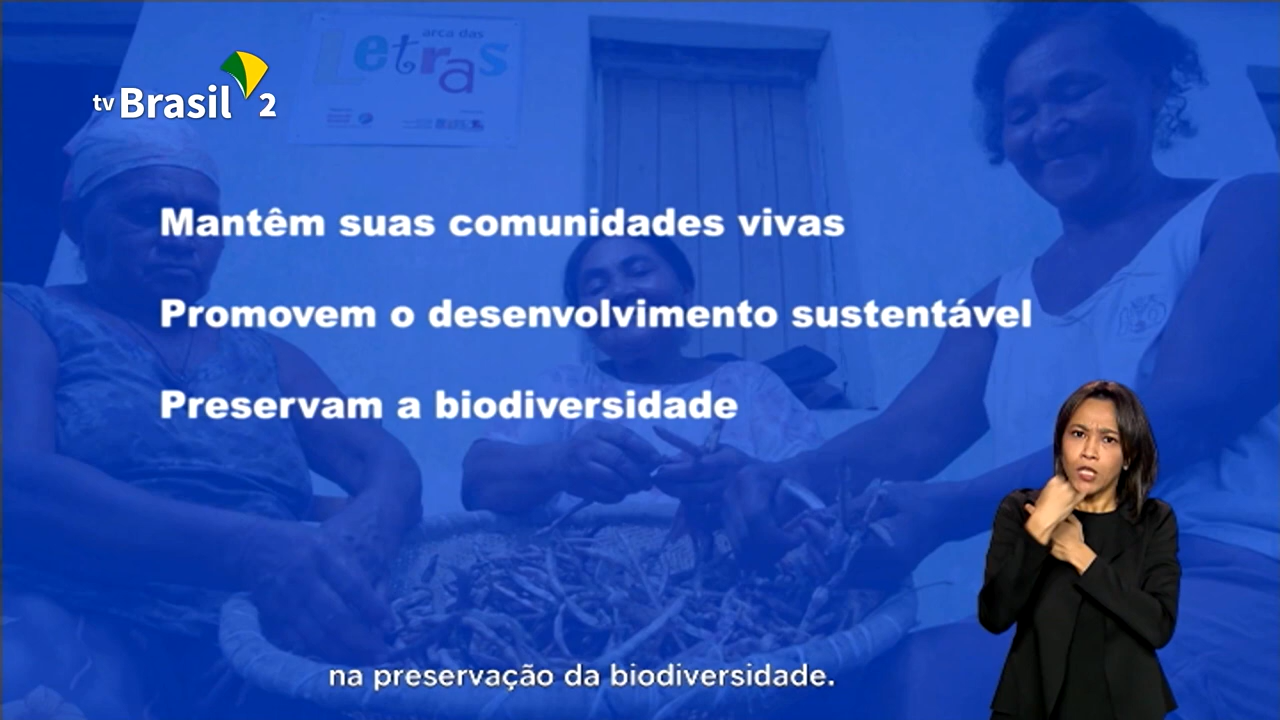 arca das
Letras
tv Brasil 2
Mantêm suas comunidades vivas
Promovem o desenvolvimento sustentável
Preservam a biodiversidade
na preservação da biodiversidade.